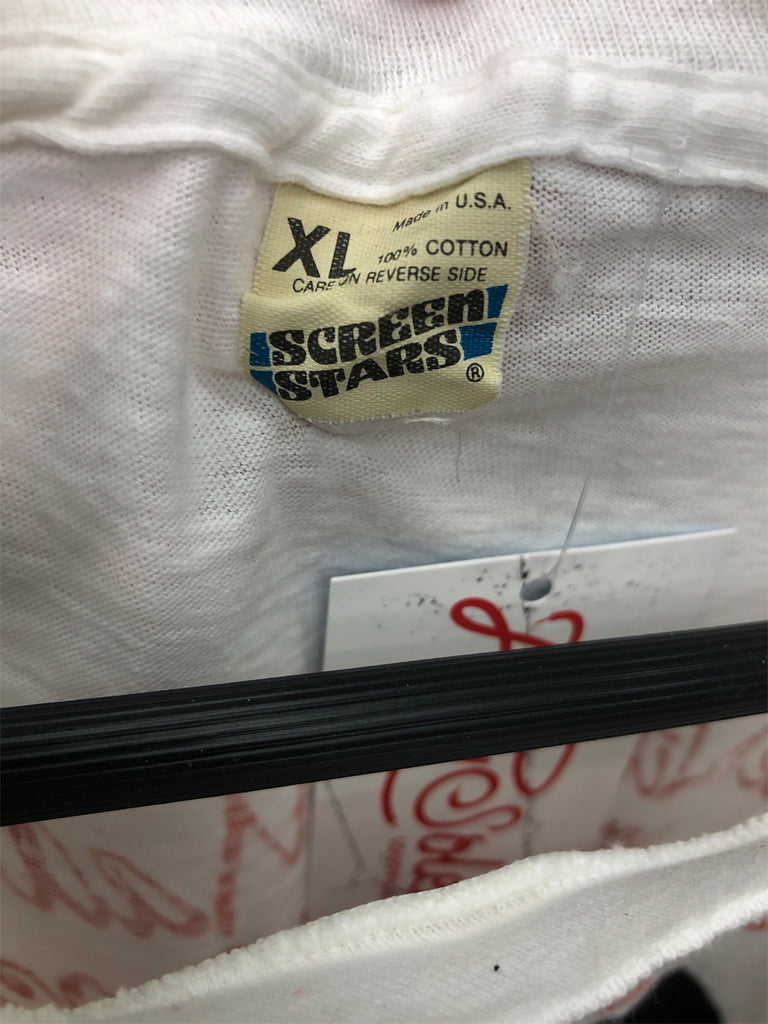 Made in U.S.A.
XL
100% COTTON
CARE ON REVERSE SIDE
SCREEN
STARS®